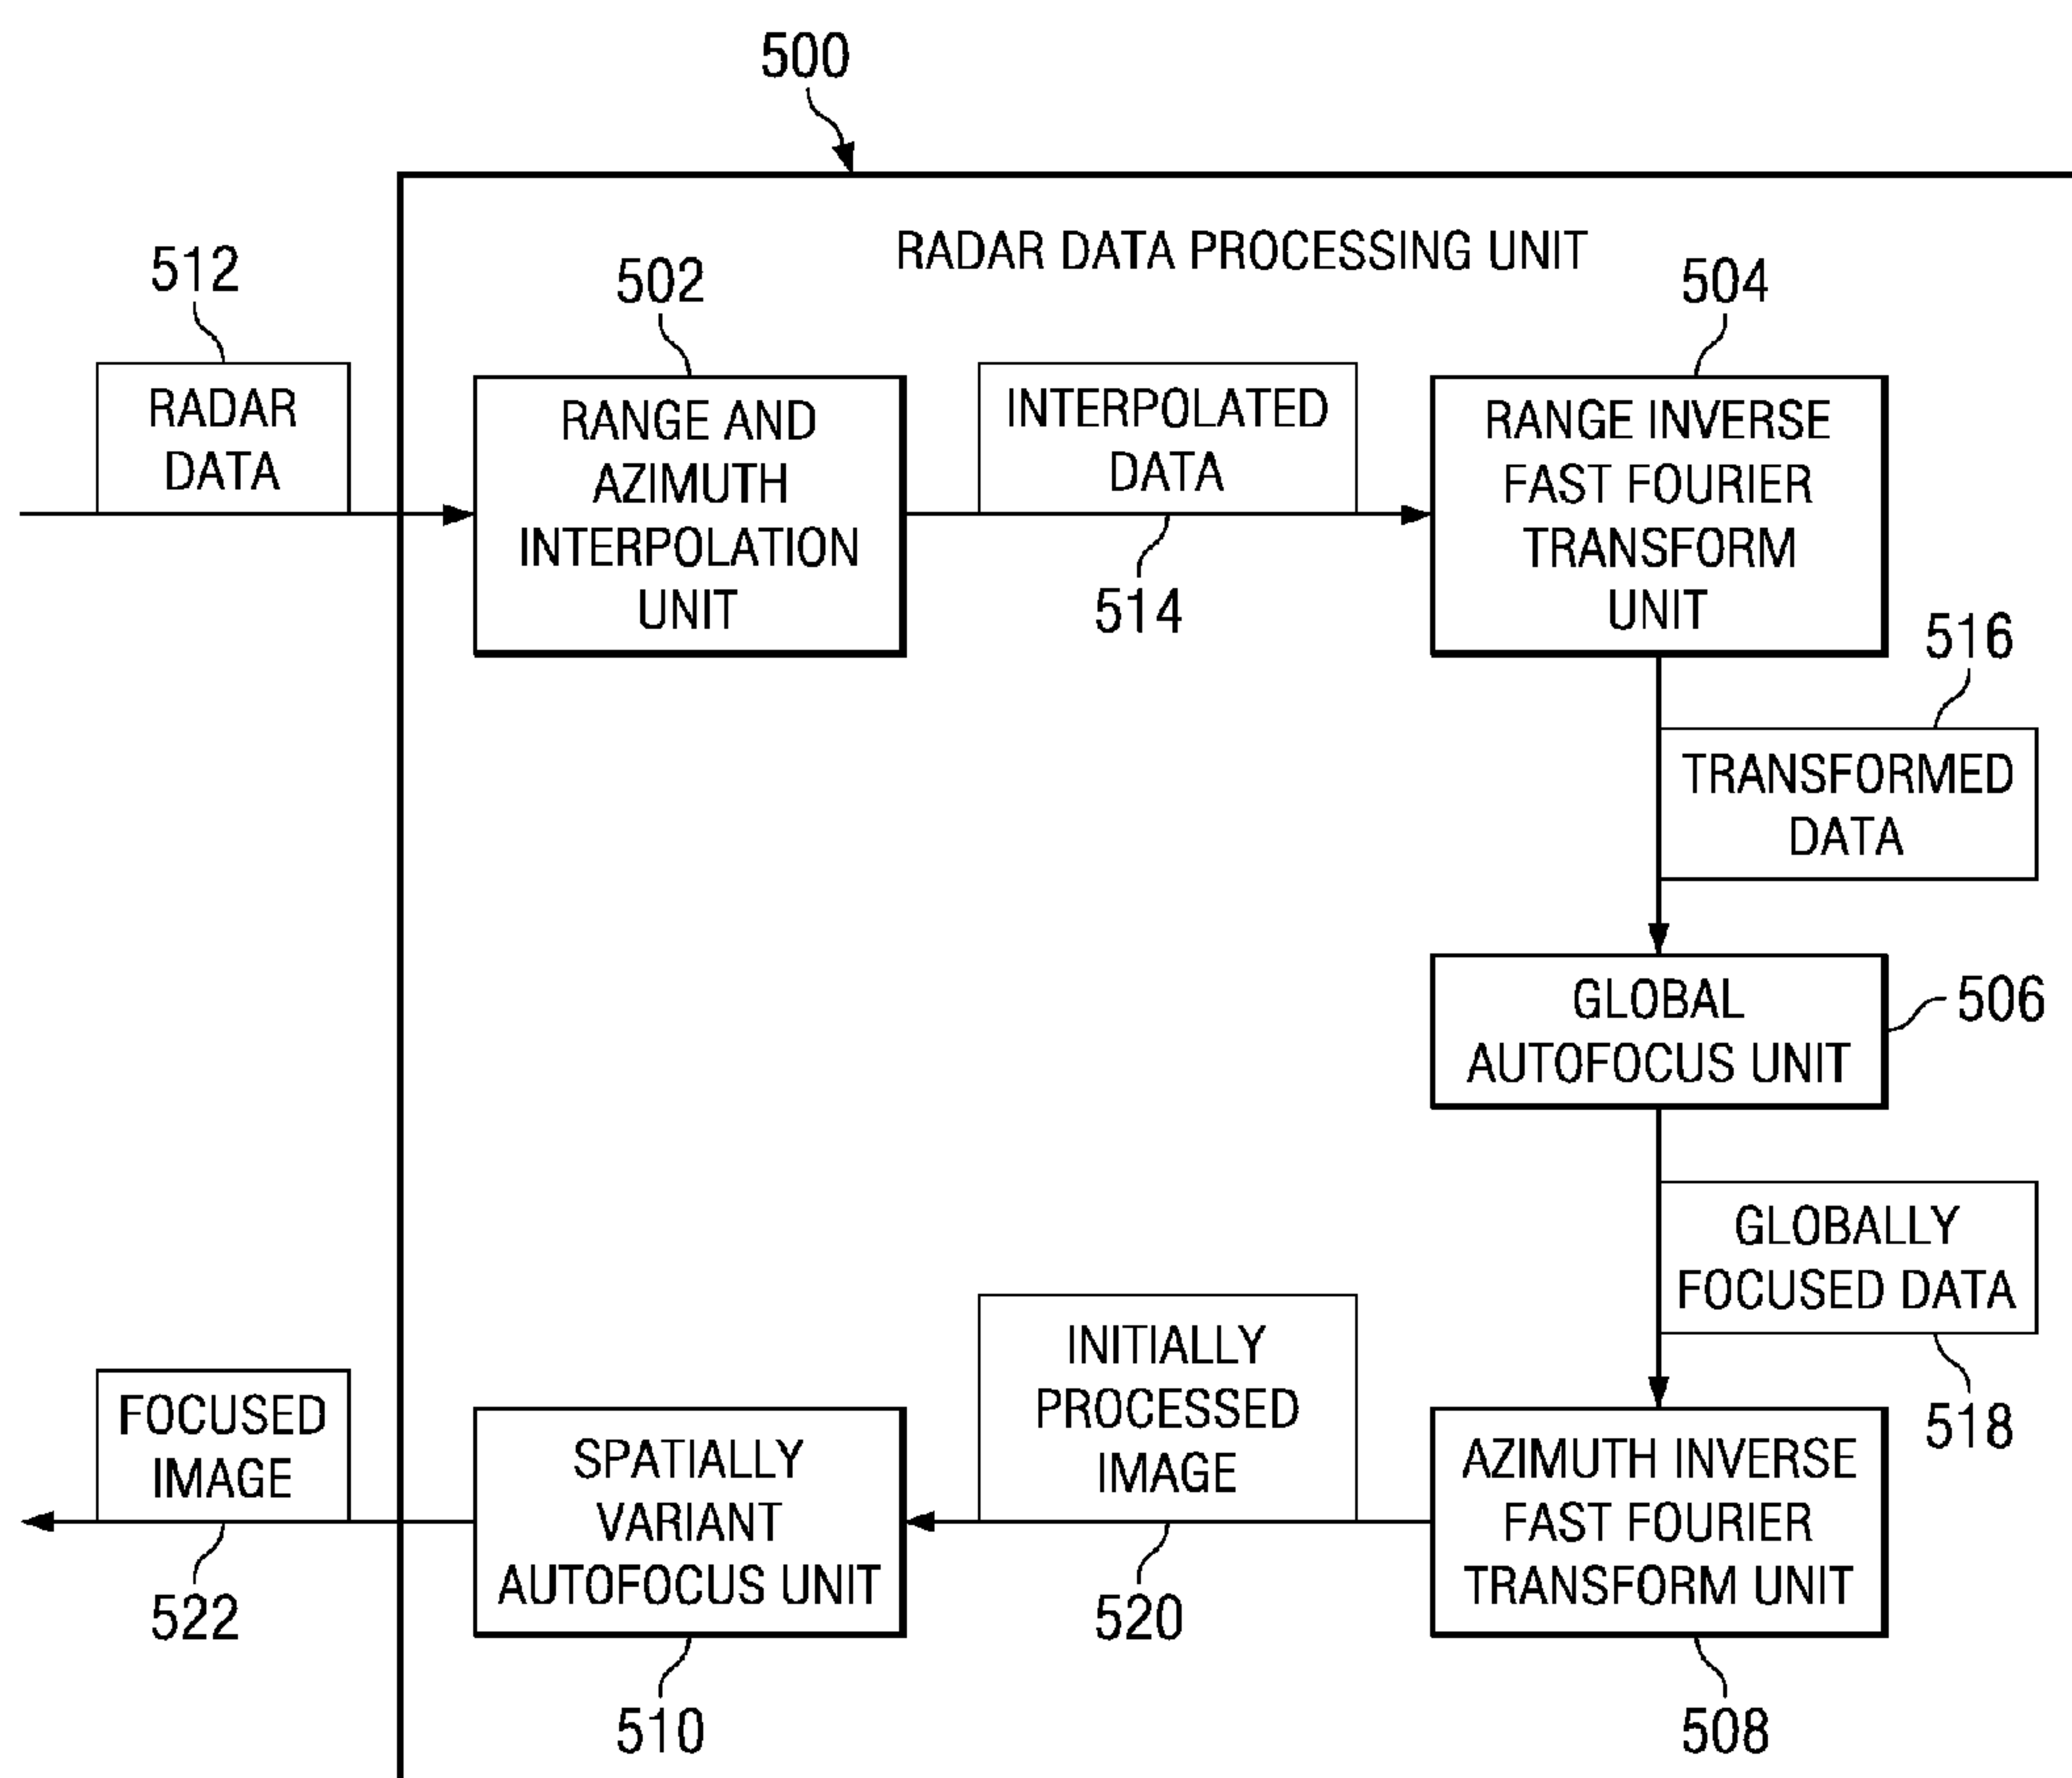 500
RADAR DATA PROCESSING UNIT
512
RADAR
DATA
502
RANGE AND
AZIMUTH
INTERPOLATION
UNIT
INTERPOLATED
DATA
514
504
RANGE INVERSE
FAST FOURIER
TRANSFORM
UNIT
516
TRANSFORMED
DATA
GLOBAL
AUTOFOCUS UNIT
506
GLOBALLY
FOCUSED DATA
518
AZIMUTH INVERSE
FAST FOURIER
TRANSFORM UNIT
508
INITIALLY
PROCESSED
IMAGE
520
SPATIALLY
VARIANT
AUTOFOCUS UNIT
510
FOCUSED
IMAGE
522